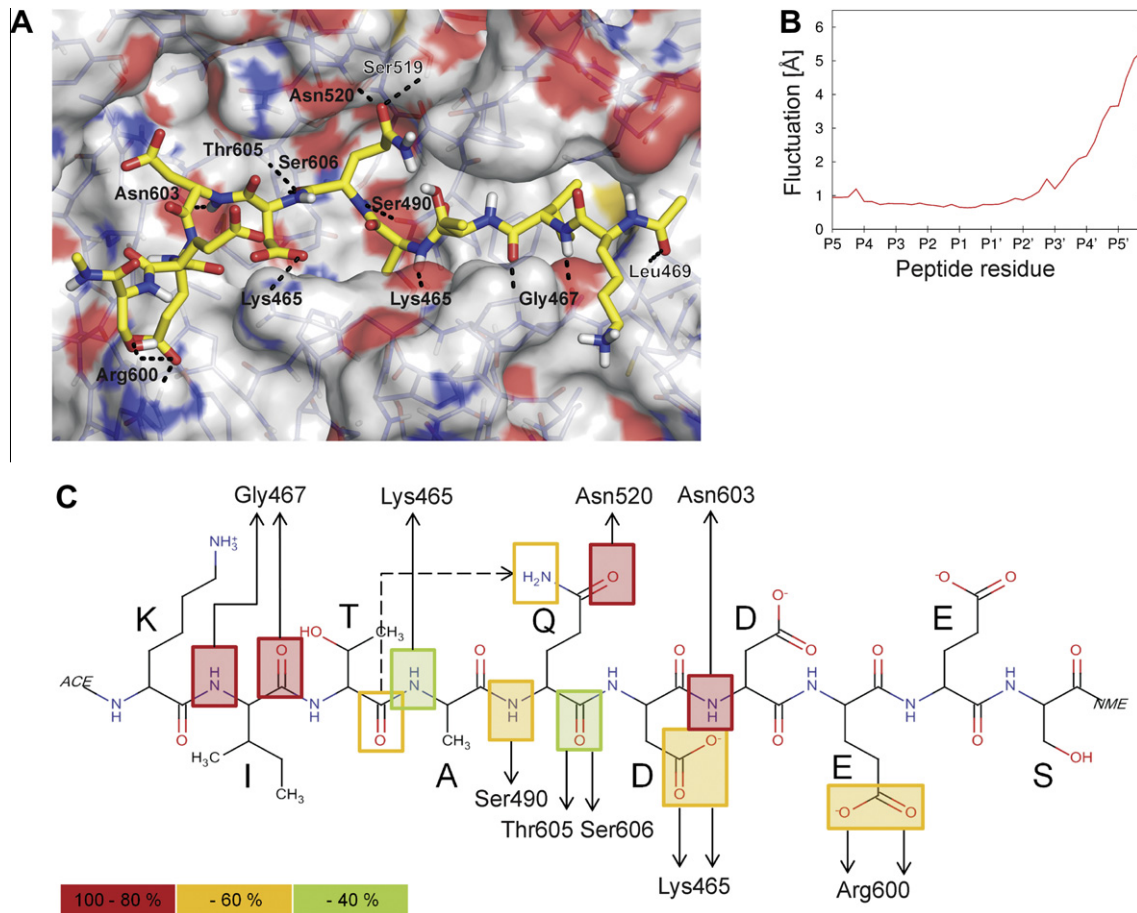 A
Ser519
Asn520
Thr605
Ser606
Asn603
Ser490
Leu469
Lys465
Lys465
Gly467
Arg600
B
6
5
4
3
2
1
0
Fluctuation [Å]
P5 P4 P3 P2 P1 P1' P2' P3' P4' P5'
Peptide residue
C
Gly467 Lys465 Asn520 Asn603
NH₃⁺
H₂N O
O⁻ O
O⁻ O
K T Q D E
HO CH₃
ACE N H O N H O N H O N H O N H O N H O N H O N H O N H O N H O NME
H₃C CH₃ I
CH₃ A
O⁻ O D
O⁻ O E
OH S
Ser490
Thr605 Ser606
Lys465
Arg600
100 - 80 % - 60 % - 40 %